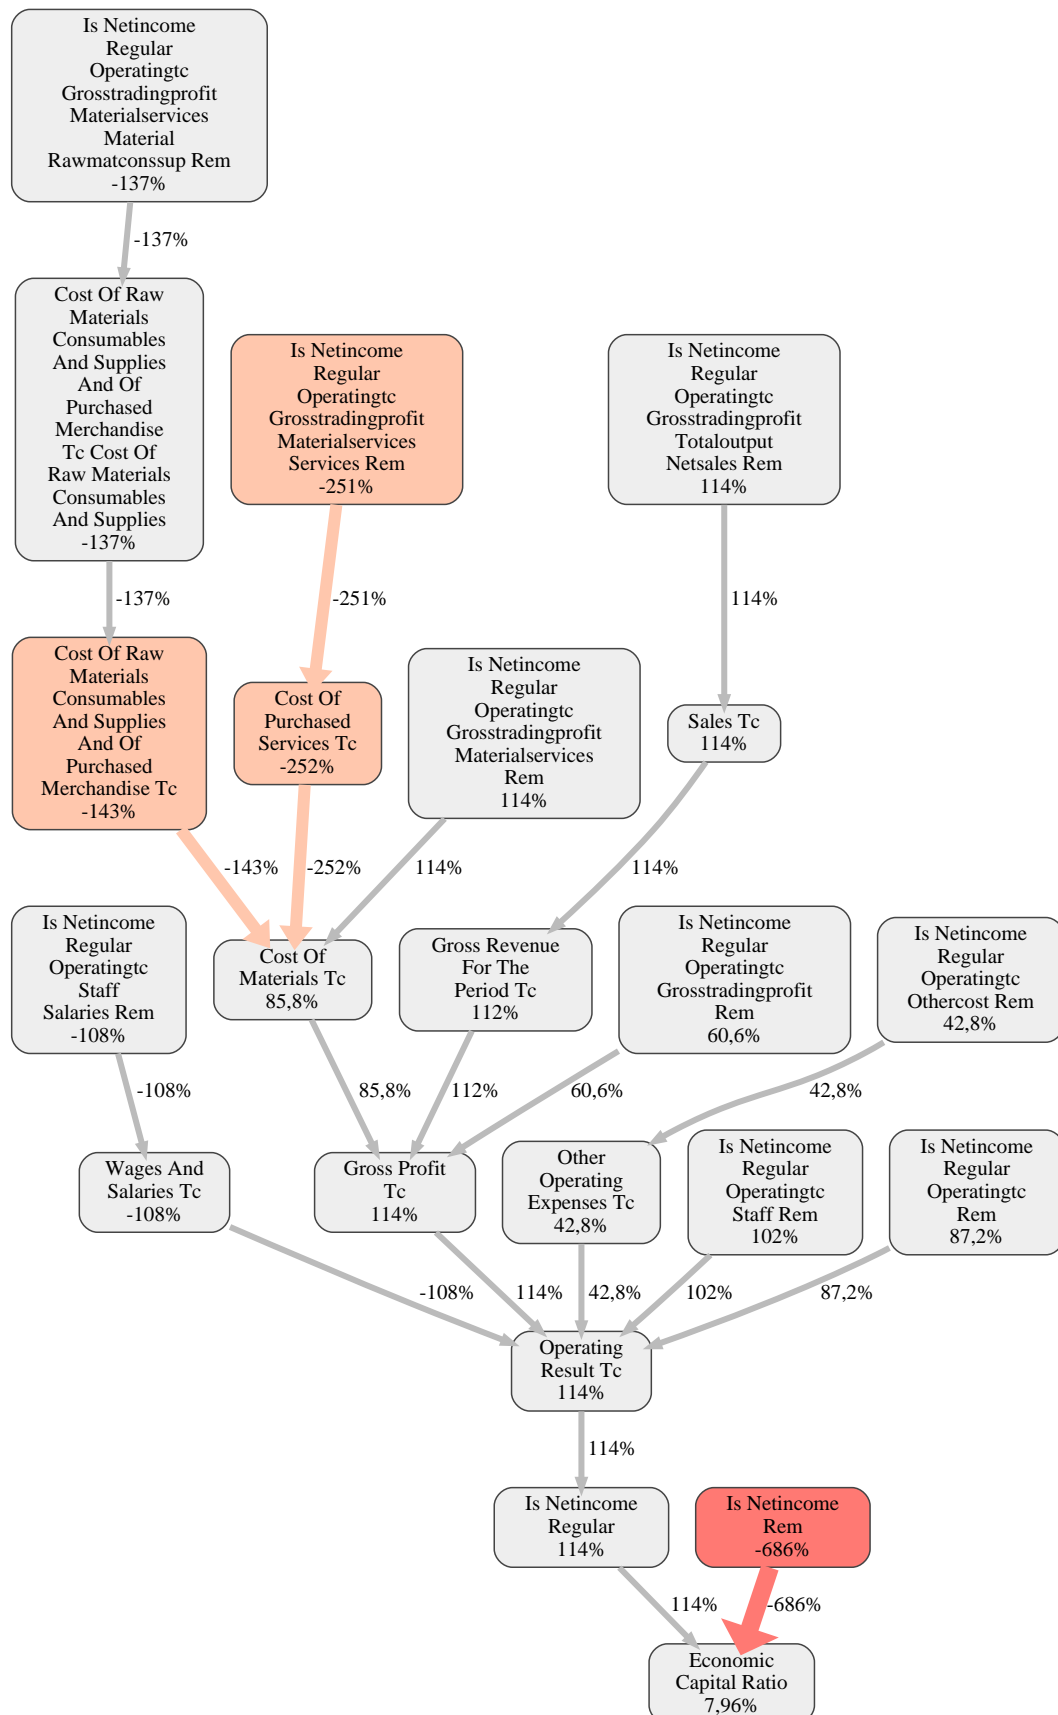 Is Netincome
Regular
Operatingtc
Grosstradingprofit
Materialservices
Material
Rawmatconssup Rem
-137%
-137%
Cost Of Raw
Materials
Consumables
And Supplies
And Of
Purchased
Merchandise
Tc Cost Of
Raw Materials
Consumables
And Supplies
-137%
Is Netincome
Regular
Operatingtc
Grosstradingprofit
Materialservices
Services Rem
-251%
Is Netincome
Regular
Operatingtc
Grosstradingprofit
Totaloutput
Netsales Rem
114%
-137%
-251%
114%
Cost Of Raw
Materials
Consumables
And Supplies
And Of
Purchased
Merchandise Tc
-143%
Cost Of
Purchased
Services Tc
-252%
Is Netincome
Regular
Operatingtc
Grosstradingprofit
Materialservices
Rem
114%
Sales Tc
114%
-143%
-252%
114%
114%
Is Netincome
Regular
Operatingtc
Staff
Salaries Rem
-108%
Cost Of
Materials Tc
85,8%
Gross Revenue
For The
Period Tc
112%
Is Netincome
Regular
Operatingtc
Grosstradingprofit
Rem
60,6%
Is Netincome
Regular
Operatingtc
Othercost Rem
42,8%
-108%
85,8%
112%
60,6%
42,8%
Wages And
Salaries Tc
-108%
Gross Profit
Tc
114%
Other
Operating
Expenses Tc
42,8%
Is Netincome
Regular
Operatingtc
Staff Rem
102%
Is Netincome
Regular
Operatingtc
Rem
87,2%
-108%
114%
42,8%
102%
87,2%
Operating
Result Tc
114%
114%
Is Netincome
Regular
114%
Is Netincome
Rem
-686%
114%
-686%
Economic
Capital Ratio
7,96%